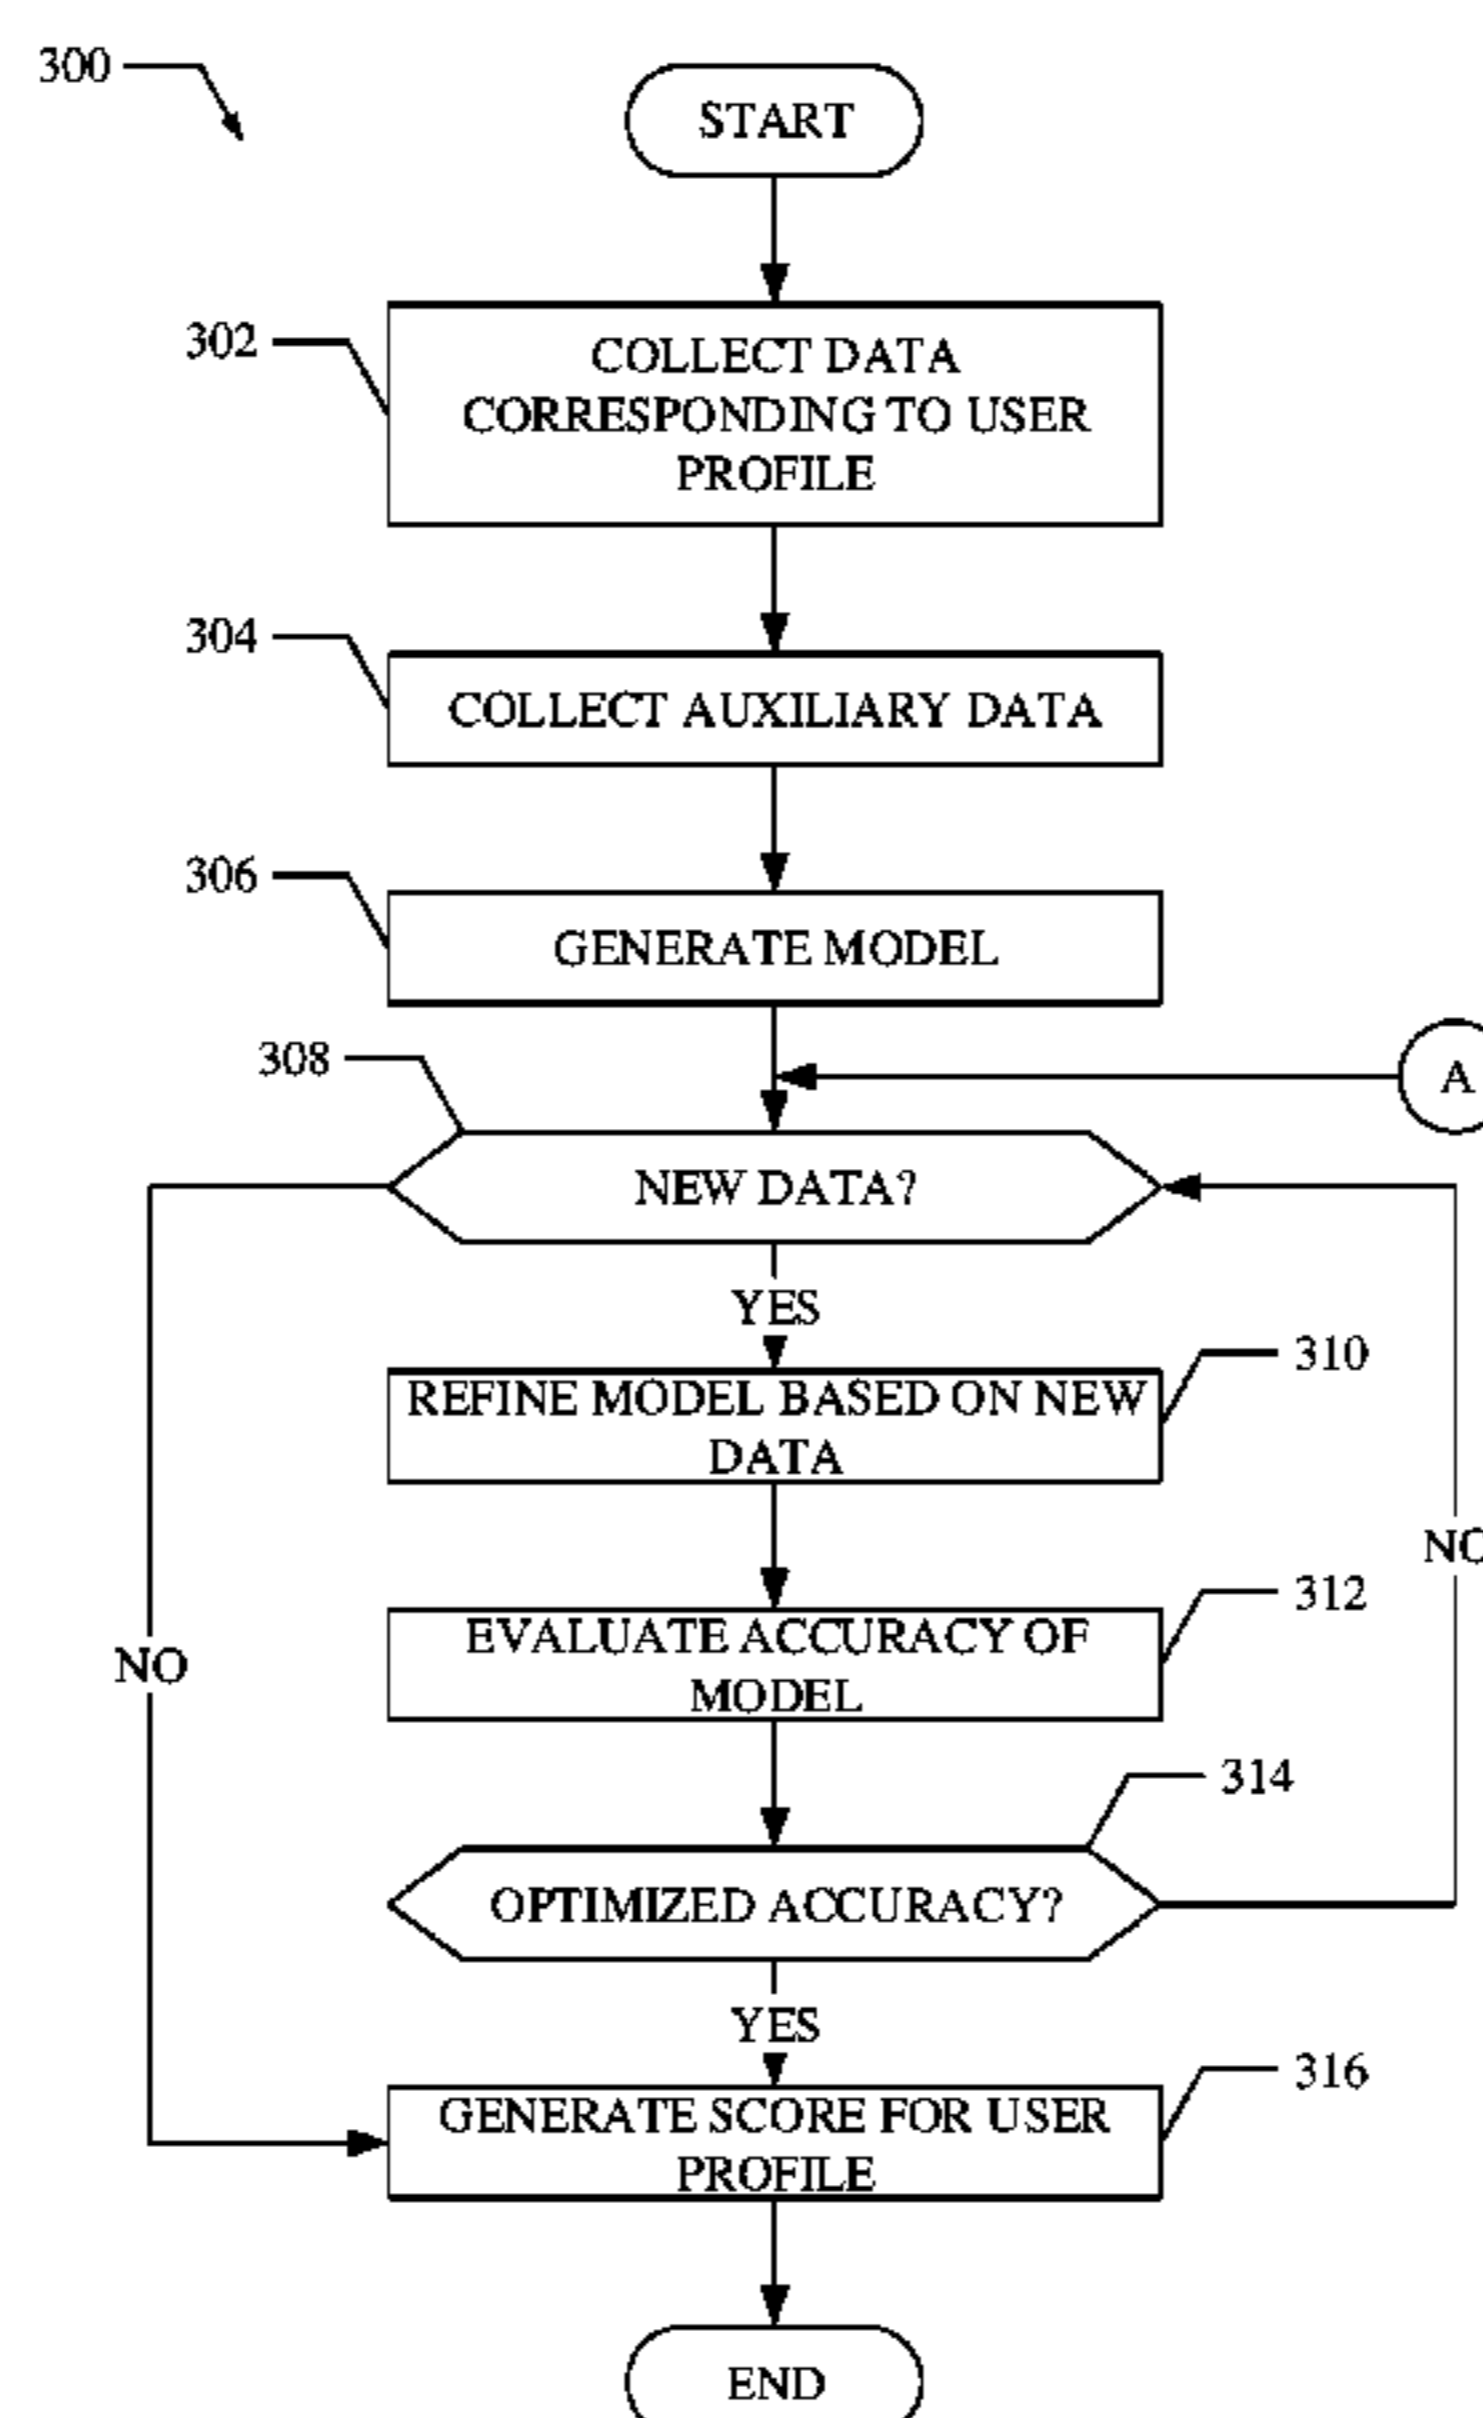 300
START
302
COLLECT DATA
CORRESPONDING TO USER
PROFILE
304
COLLECT AUXILIARY DATA
306
GENERATE MODEL
308
A
NEW DATA?
YES
310
REFINE MODEL BASED ON NEW
DATA
NO
312
EVALUATE ACCURACY OF
MODEL
NO
314
OPTIMIZED ACCURACY?
YES
316
GENERATE SCORE FOR USER
PROFILE
END